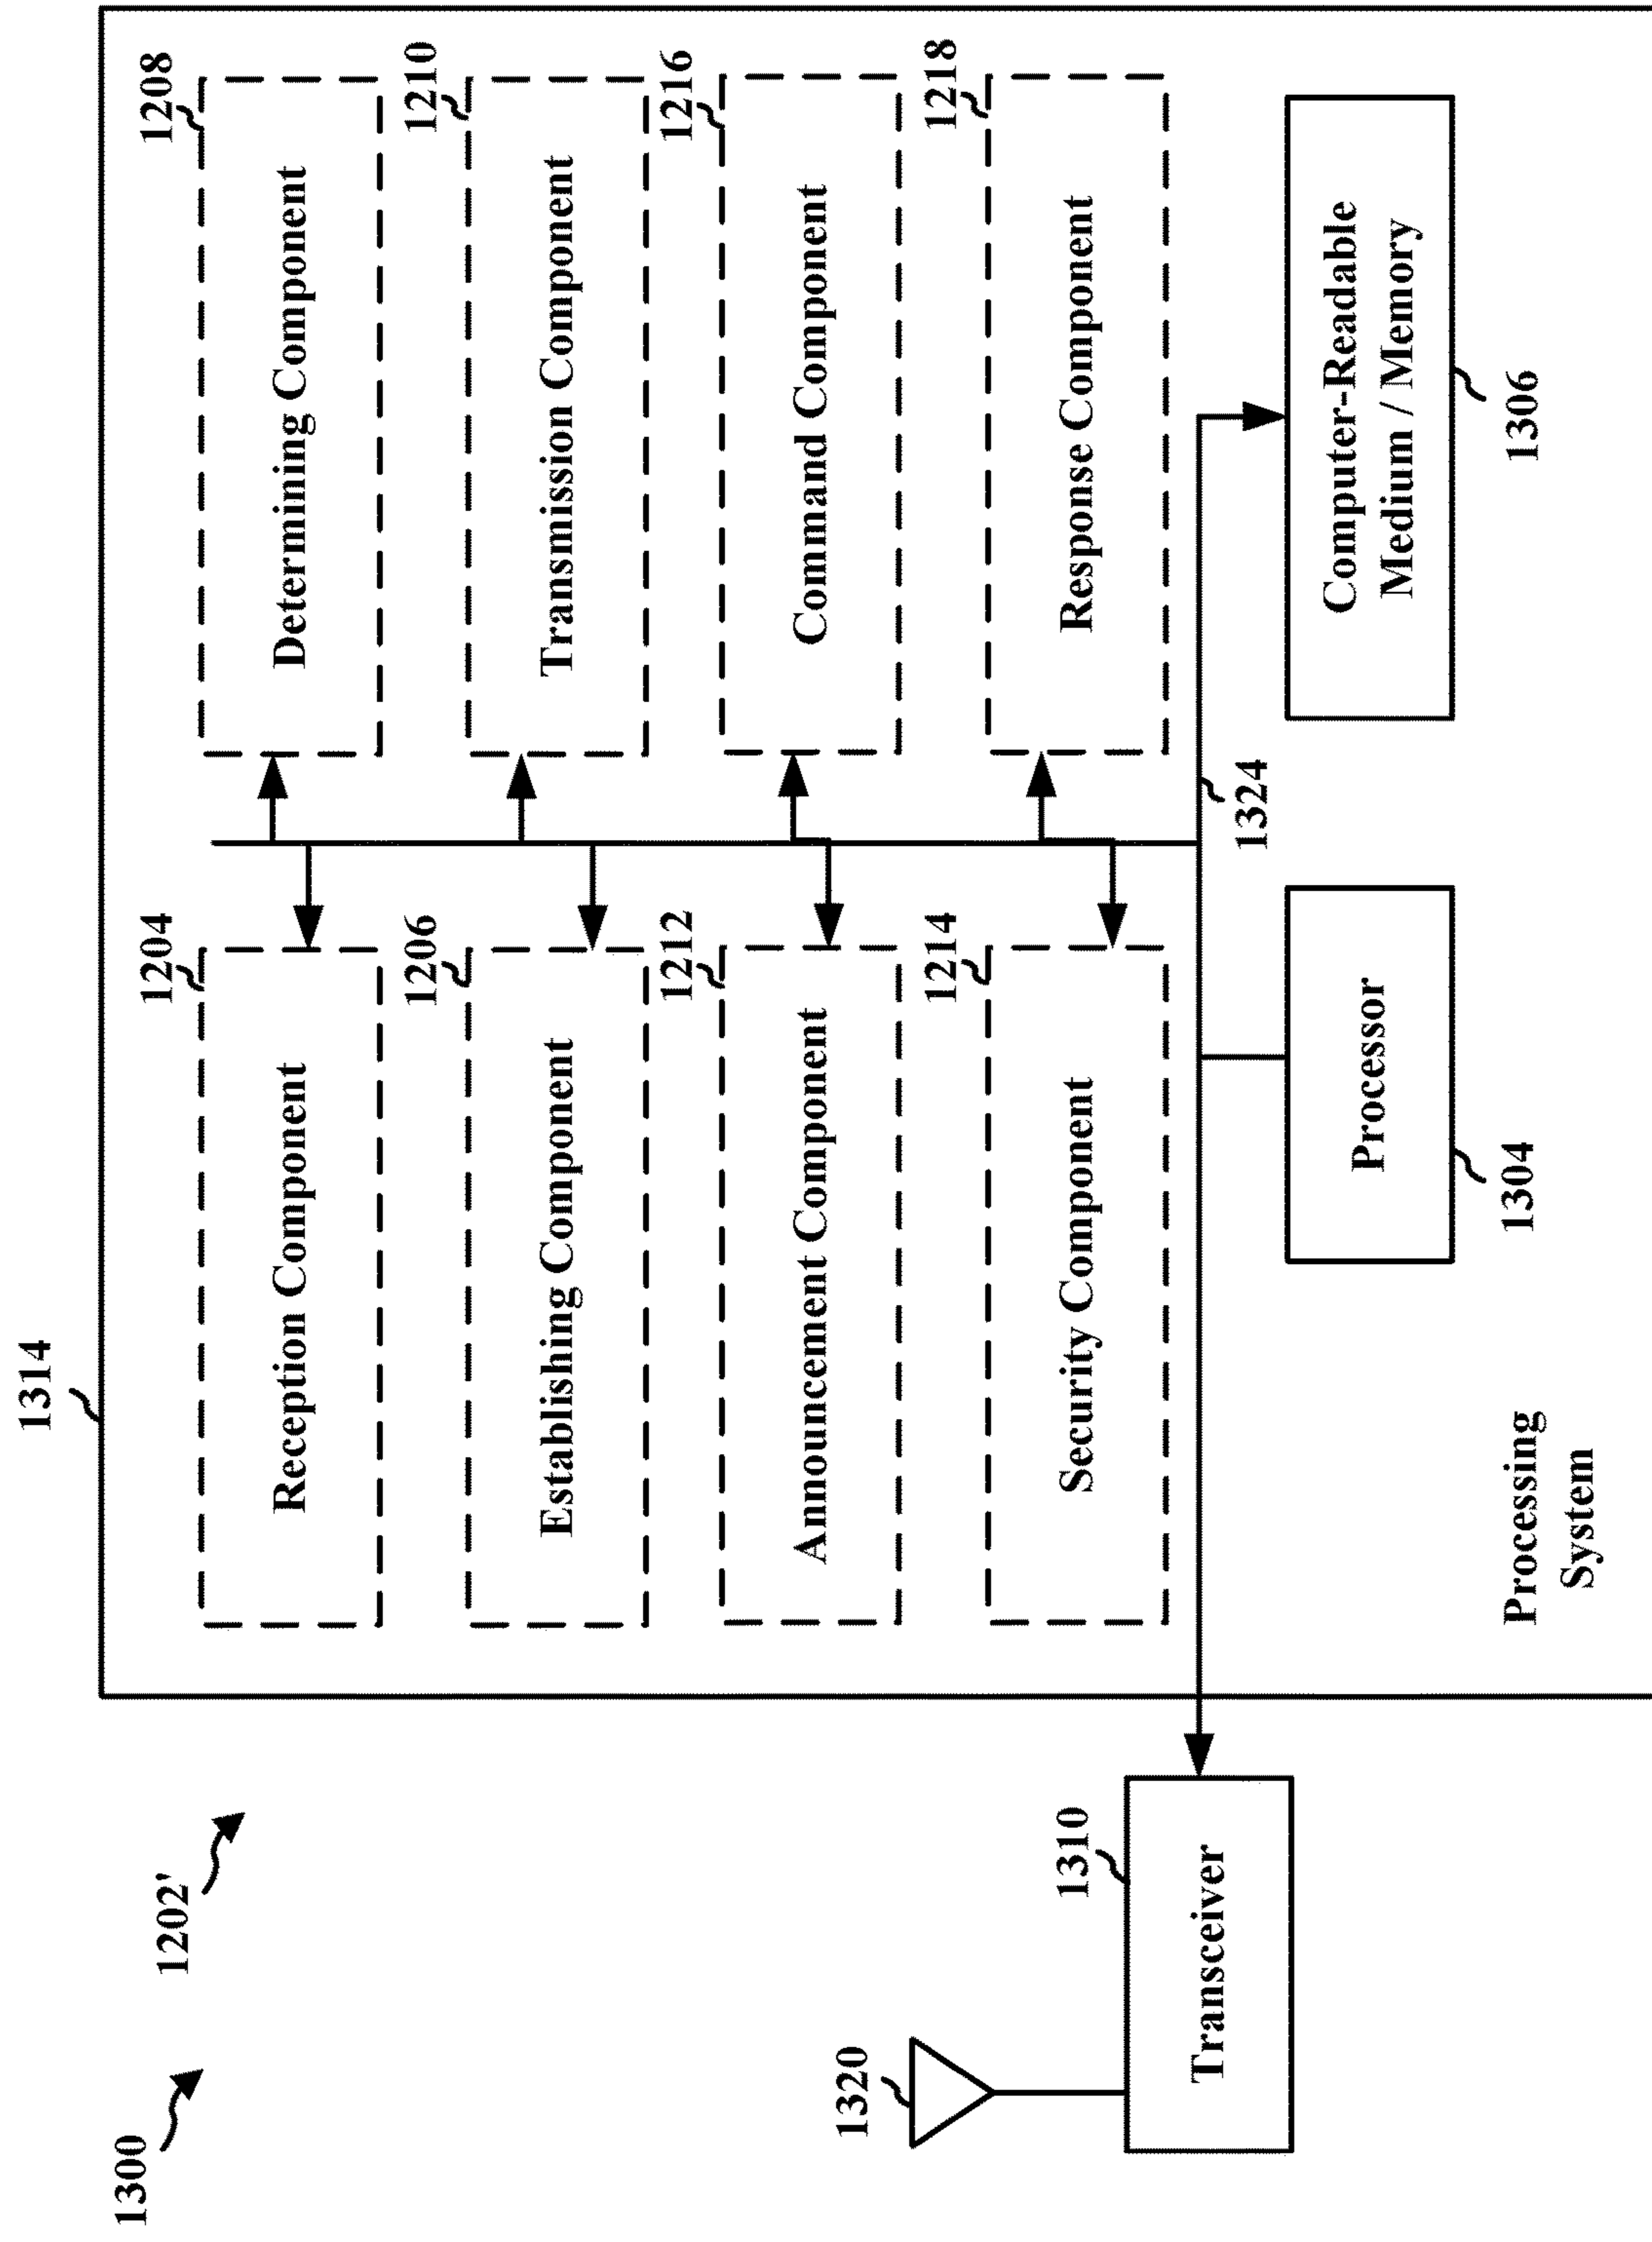 1300
1202'
1314
1204
Reception Component
1208
Determining Component
1206
Establishing Component
1210
Transmission Component
1212
Announcement Component
1216
Command Component
1214
Security Component
1218
Response Component
1320
1310
Transceiver
1324
Processor
1304
Computer-Readable
Medium / Memory
1306
Processing
System